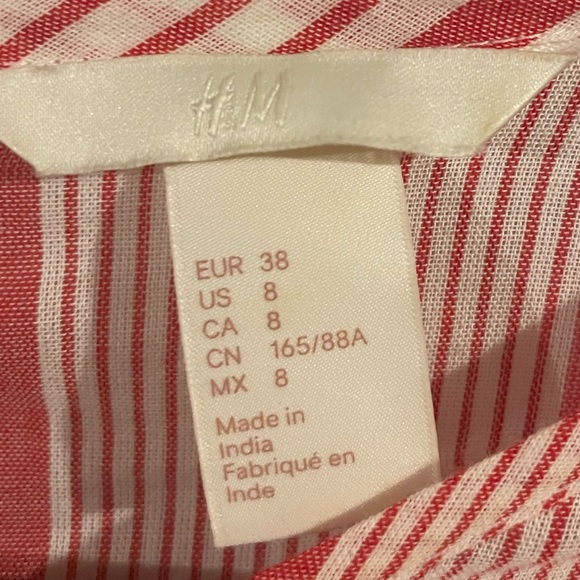 H&M
EUR 38
US 8
CA 8
CN 165/88A
MX 8
Made in
India
Fabriqué en
Inde